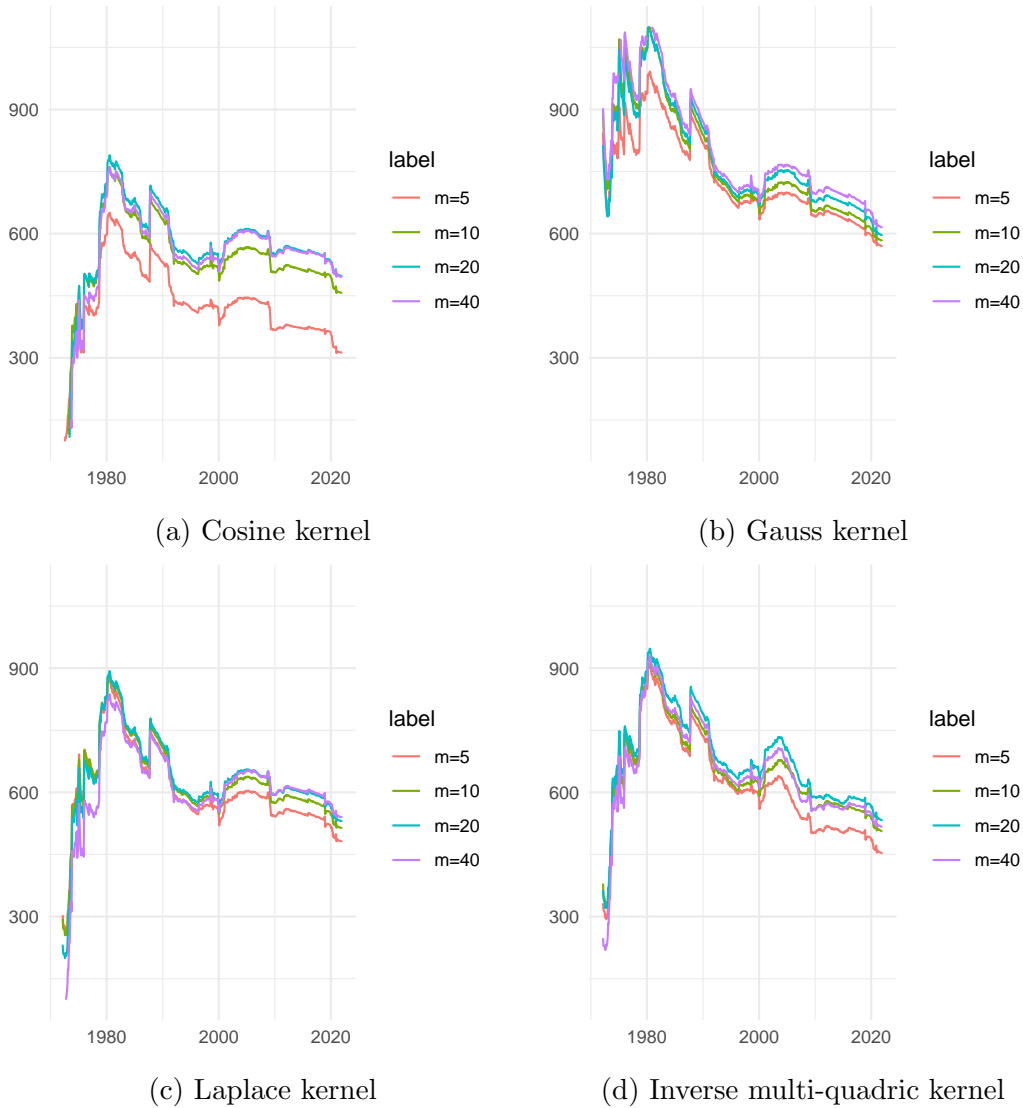 900
600
300
1980
2000
2020
label
m=5
m=10
m=20
m=40
(a) Cosine kernel
900
600
300
1980
2000
2020
label
m=5
m=10
m=20
m=40
(b) Gauss kernel
900
600
300
1980
2000
2020
label
m=5
m=10
m=20
m=40
(c) Laplace kernel
900
600
300
1980
2000
2020
label
m=5
m=10
m=20
m=40
(d) Inverse multi-quadric kernel